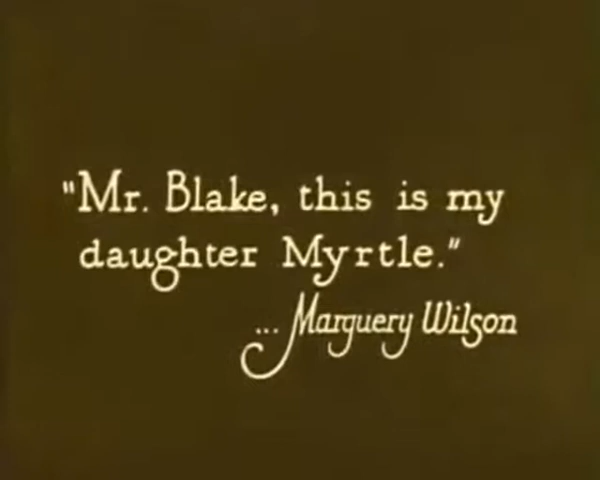 "Mr. Blake, this is my
daughter Myrtle."
... Marguery Wilson